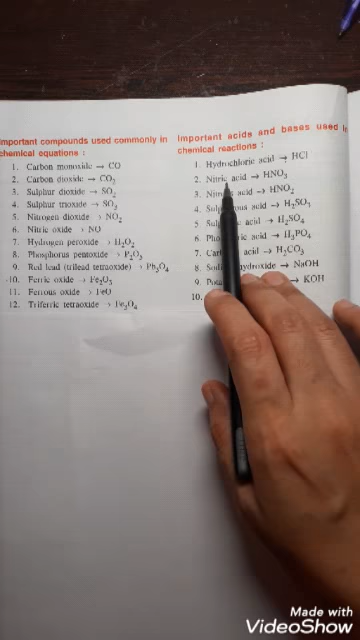 Important compounds used commonly in
chemical equations :
1. Carbon monoxide → CO
2. Carbon dioxide → CO2
3. Sulphur dioxide → SO2
4. Sulphur trioxide → SO3
5. Nitrogen dioxide → NO2
6. Nitric oxide → NO
7. Hydrogen peroxide → H2O2
8. Phosphorus pentoxide →
9. Red lead (trilead tetraoxide) → Pb3O4
10. Ferric oxide → Fe2O3
11. Ferrous oxide → FeO
12. Triferric tetraoxide → Fe3O4
Important acids and bases used
chemical reactions :
1. Hydrochloric acid → HCl
2. Nitric acid → HNO3
3. acid → HNO2
4. acid → H2SO3
5. acid → H2SO4
6. acid → H3PO4
7. acid → H2CO3
8. hydroxide → NaOH
9. → KOH
10.
Made with
VideoShow